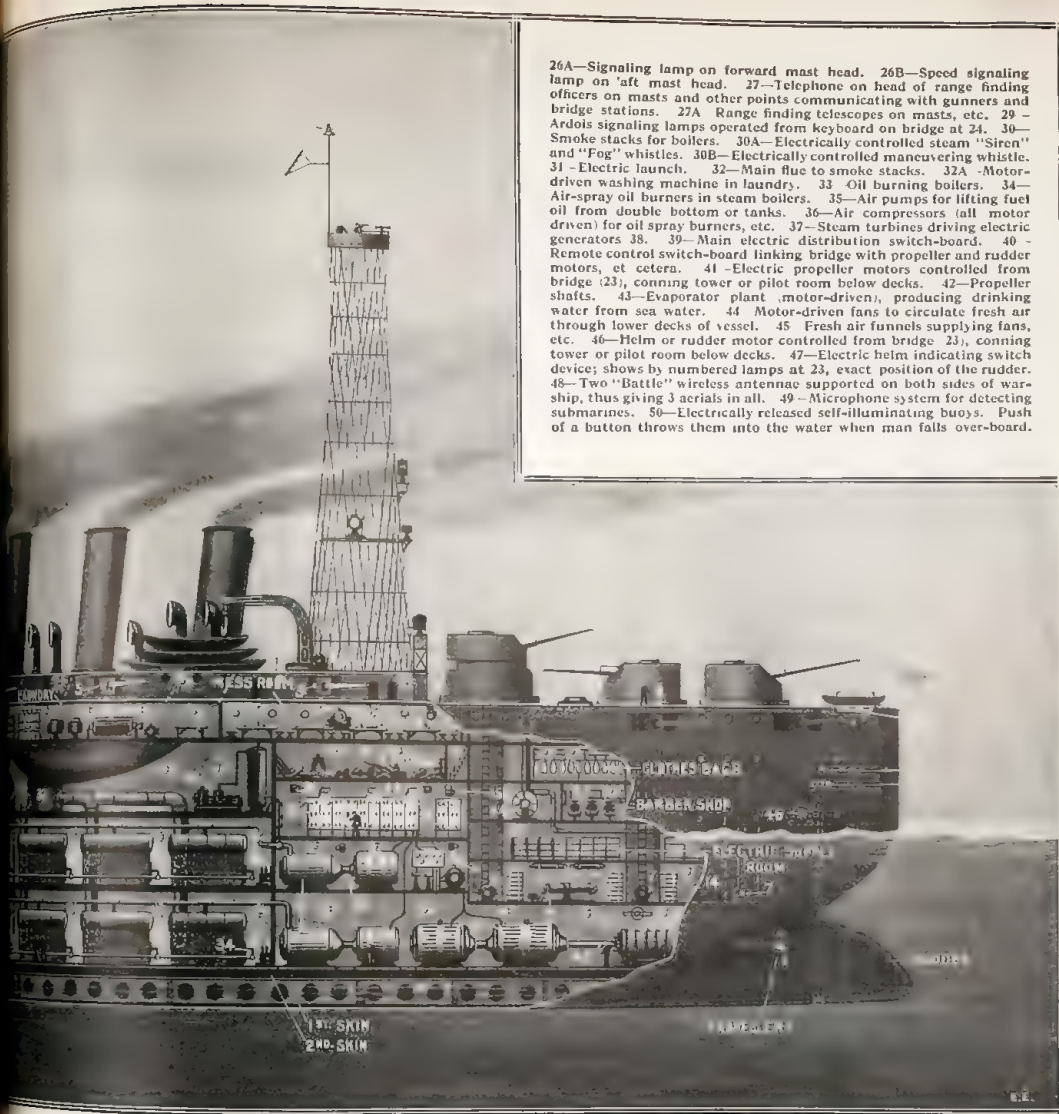 26A—Signaling lamp on forward mast head. 26B—Speed signaling
lamp on 'aft mast head. 27—Telephone on head of range finding
officers on masts and other points communicating with gunners and
bridge stations. 27A Range finding telescopes on masts, etc. 29 -
Ardois signaling lamps operated from keyboard on bridge at 24. 30—
Smoke stacks for boilers. 30A—Electrically controlled steam "Siren"
and "Fog" whistles. 30B—Electrically controlled maneuvering whistle.
31 -Electric launch. 32—Main flue to smoke stacks. 32A -Motor-
driven washing machine in laundry. 33 Oil burning boilers. 34—
Air-spray oil burners in steam boilers. 35—Air pumps for lifting fuel
oil from double bottom or tanks. 36—Air compressors (all motor
driven) for oil spray burners, etc. 37—Steam turbines driving electric
generators 38. 39—Main electric distribution switch-board. 40 -
Remote control switch-board linking bridge with propeller and rudder
motors, et cetera. 41 -Electric propeller motors controlled from
bridge (23), conning tower or pilot room below decks. 42—Propeller
shafts. 43—Evaporator plant (motor-driven), producing drinking
water from sea water. 44 Motor-driven fans to circulate fresh air
through lower decks of vessel. 45 Fresh air funnels supplying fans,
etc. 46—Helm or rudder motor controlled from bridge 23), conning
tower or pilot room below decks. 47—Electric helm indicating switch
device; shows by numbered lamps at 23, exact position of the rudder.
48—Two "Battle" wireless antennae supported on both sides of war-
ship, thus giving 3 aerials in all. 49—Microphone system for detecting
submarines. 50—Electrically released self-illuminating buoys. Push
of a button throws them into the water when man falls over-board.
LAUNDRY
MESS ROOM
BARBER SHOP
ELECTRIC
ROOM
34
1ST. SKIN
2ND. SKIN